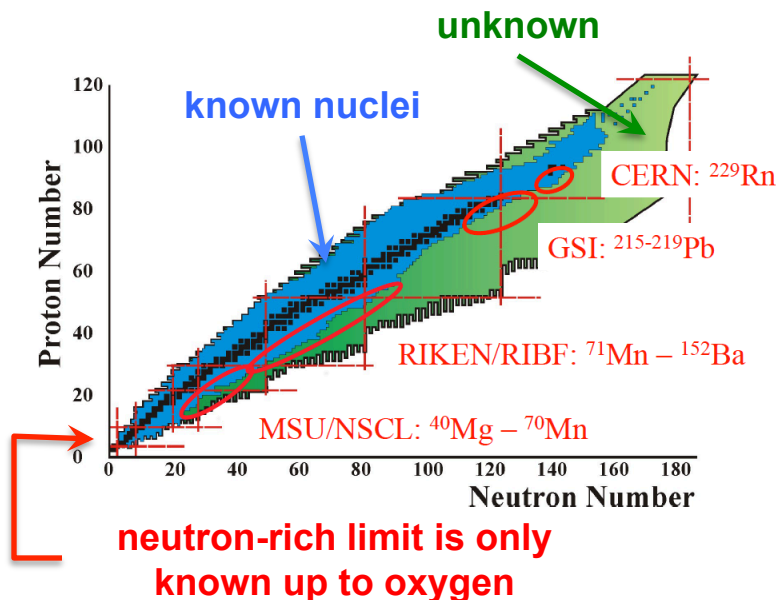 unknown
known nuclei
120
100
80
60
40
20
0
Proton Number
CERN: ²²⁹Rn
GSI: ²¹⁵⁻²¹⁹Pb
RIKEN/RIBF: ⁷¹Mn – ¹⁵²Ba
MSU/NSCL: ⁴⁰Mg – ⁷⁰Mn
0 20 40 60 80 100 120 140 160 180
Neutron Number
neutron-rich limit is only
known up to oxygen